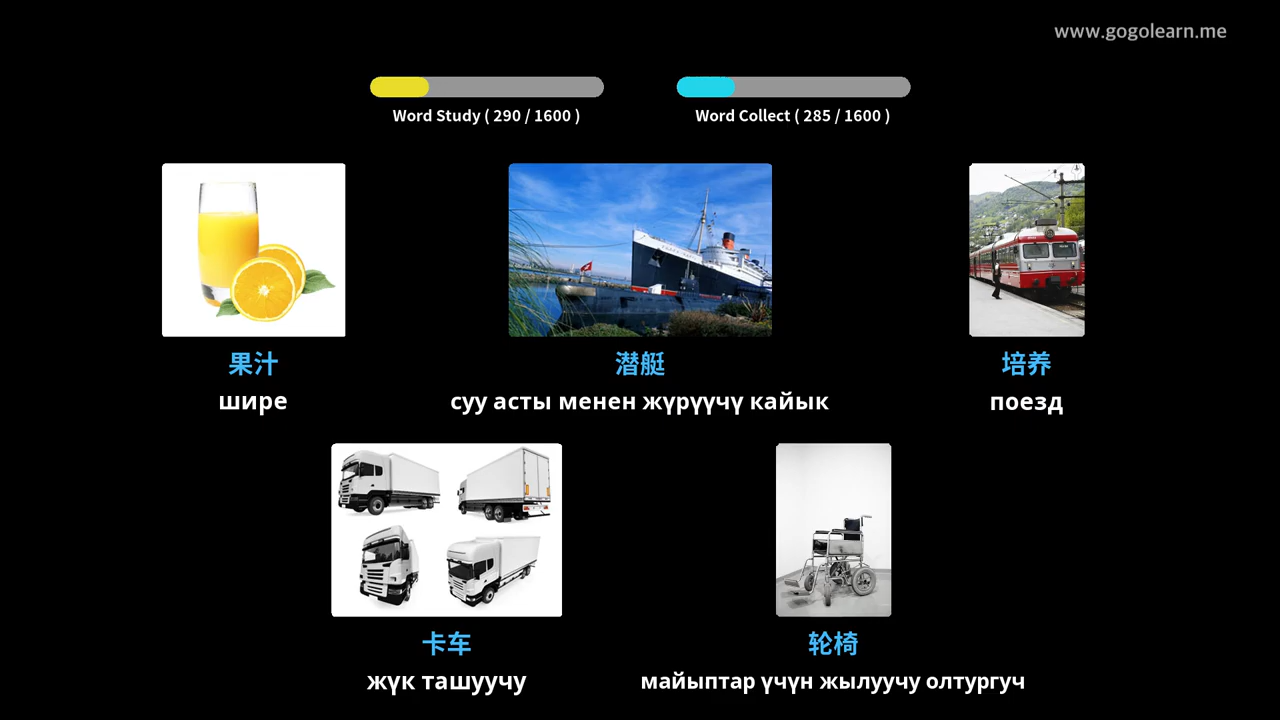 www.gogolearn.me
Word Study ( 290 / 1600 )
Word Collect ( 285 / 1600 )
果汁
шире
潜艇
суу асты менен жүрүүчү кайык
培养
поезд
卡车
жүк ташуучу
轮椅
майыптар үчүн жылуучу олтургуч